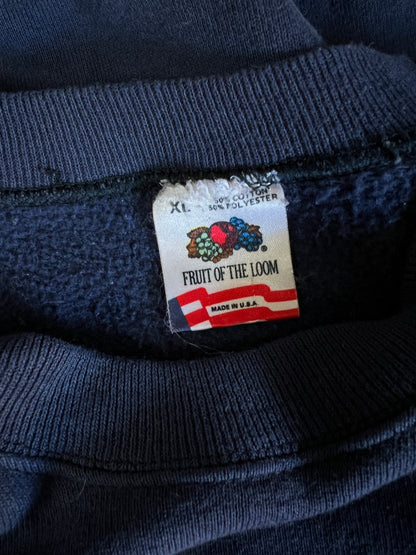 XL 50% COTTON
50% POLYESTER
®
FRUIT OF THE LOOM
MADE IN U.S.A.